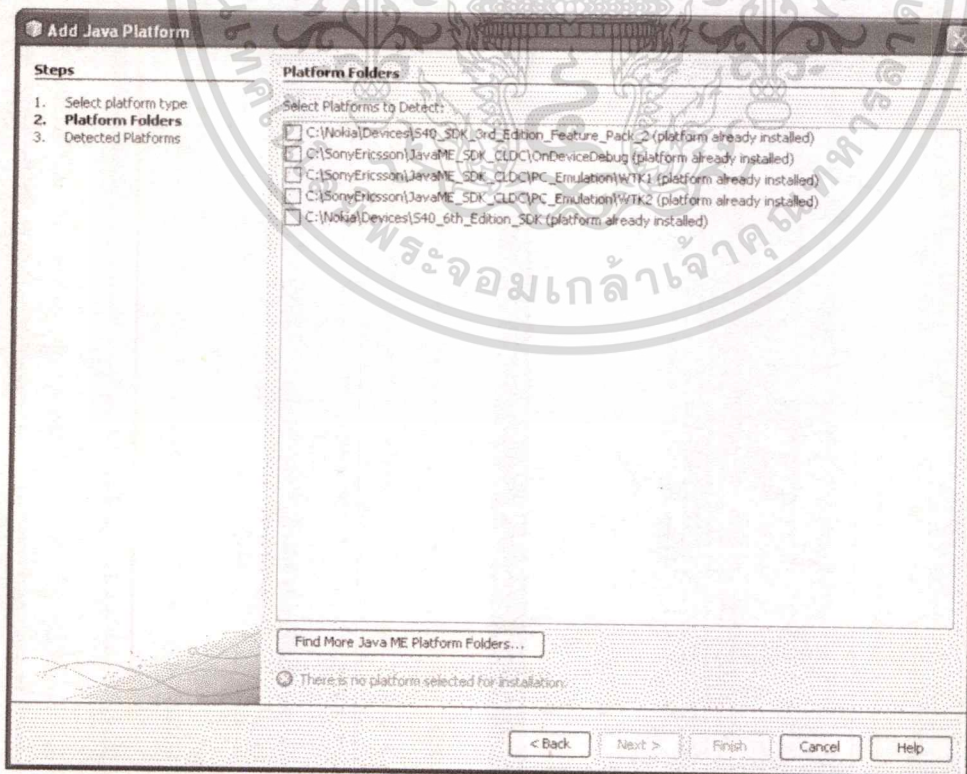 Add Java Platform
Steps
1. Select platform type
2. Platform Folders
3. Detected Platforms
Platform Folders
Select Platforms to Detect:
C:\Nokia\Devices\S40_SDK_3rd_Edition_Feature_Pack_2 (platform already installed)
C:\SonyEricsson\JavaME_SDK_CLDC\OnDeviceDebug (platform already installed)
C:\SonyEricsson\JavaME_SDK_CLDC\PC_Emulation\WTK1 (platform already installed)
C:\SonyEricsson\JavaME_SDK_CLDC\PC_Emulation\WTK2 (platform already installed)
C:\Nokia\Devices\S40_6th_Edition_SDK (platform already installed)
พระจอมเกล้าเจ้าคุณทหารลาด
Find More Java ME Platform Folders...
There is no platform selected for installation.
< Back
Next >
Finish
Cancel
Help